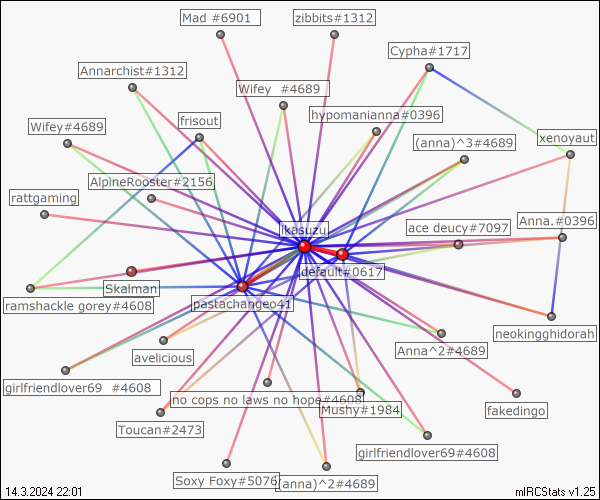 Mad #6901
zibbits#1312
Cypha#1717
Annarchist#1312
Wifey  #4689
frisout
hypomanianna#0396
Wifey#4689
(anna)^3#4689
xenoyaut
AlpineRooster#2156
rattgaming
ikasuzu
ace deucy#7097
Anna.#0396
default#0617
Skalman
ramshackle gorey#4608
pastachangeo41
neokingghidorah
avelicious
Anna^2#4689
girlfriendlover69  #4608
no cops no laws no hope#4608
Mushy#1984
fakedingo
Toucan#2473
girlfriendlover69#4608
Soxy Foxy#5076
(anna)^2#4689
14.3.2024 22:01
mIRCStats v1.25